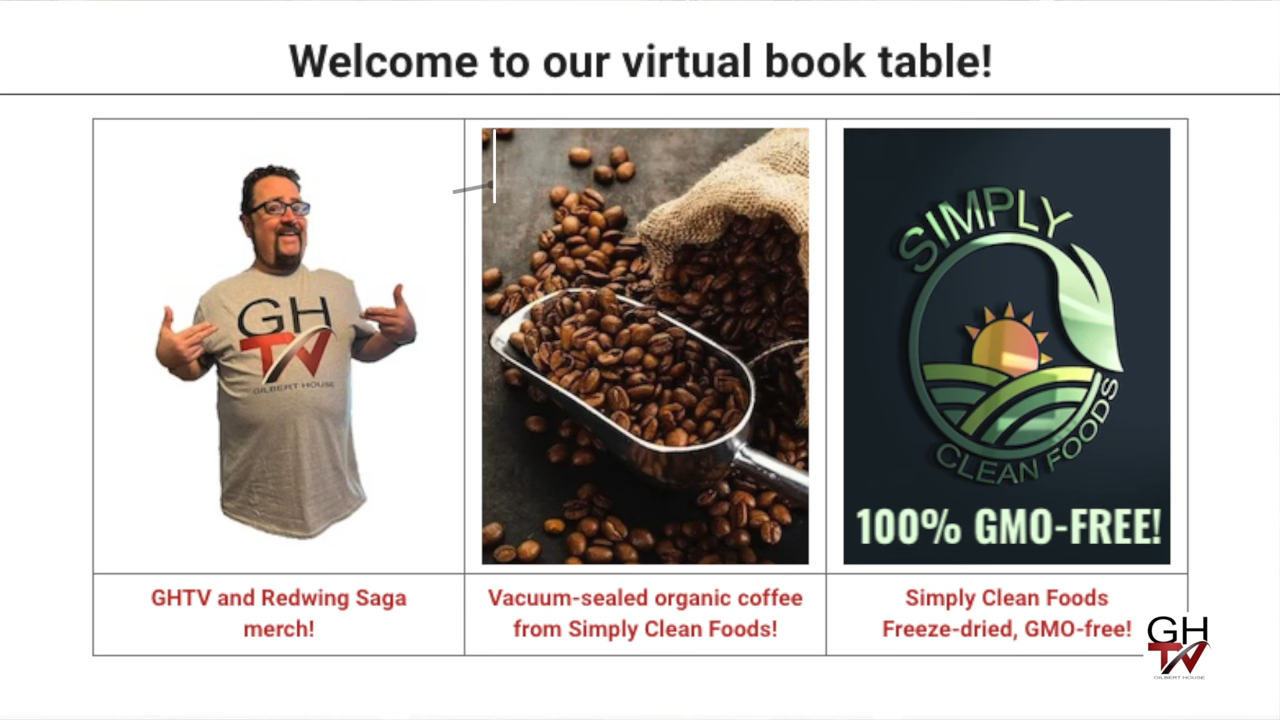 Welcome to our virtual book table!
GH
TV
GILBERT HOUSE
SIMPLY
CLEAN FOODS
100% GMO-FREE!
GHTV and Redwing Saga
merch!
Vacuum-sealed organic coffee
from Simply Clean Foods!
Simply Clean Foods
Freeze-dried, GMO-free!
GH
TV
GILBERT HOUSE